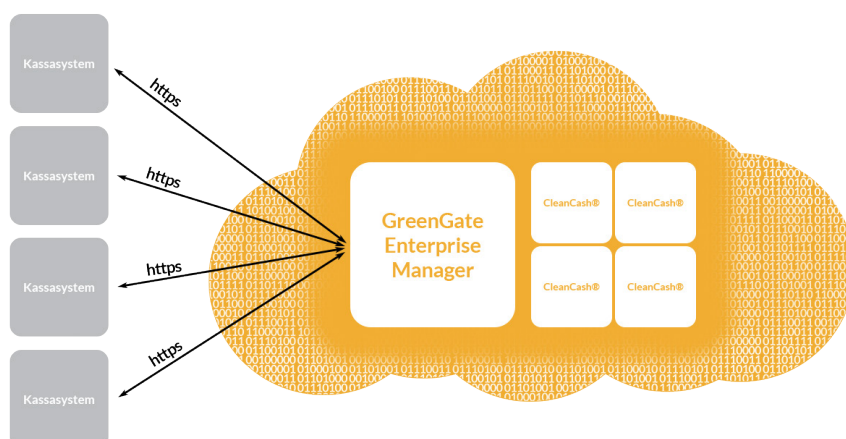 Kassasystem
https
Kassasystem
https
Kassasystem
https
Kassasystem
https
GreenGate
Enterprise
Manager
CleanCash®
CleanCash®
CleanCash®
CleanCash®